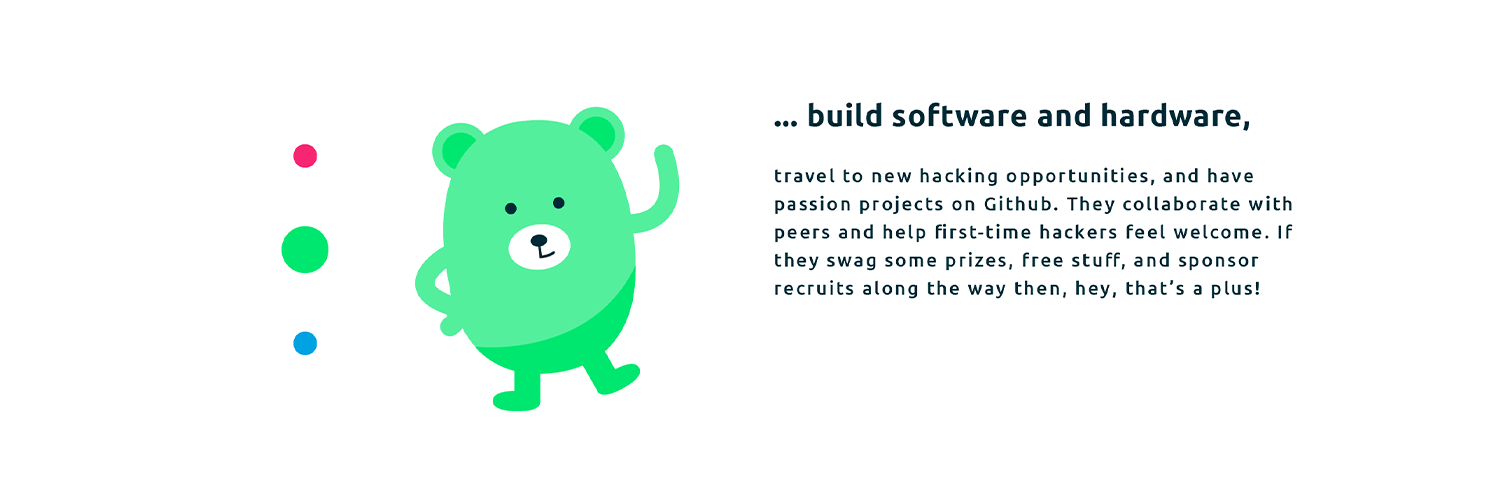 ... build software and hardware,
travel to new hacking opportunities, and have
passion projects on Github. They collaborate with
peers and help first-time hackers feel welcome. If
they swag some prizes, free stuff, and sponsor
recruits along the way then, hey, that’s a plus!